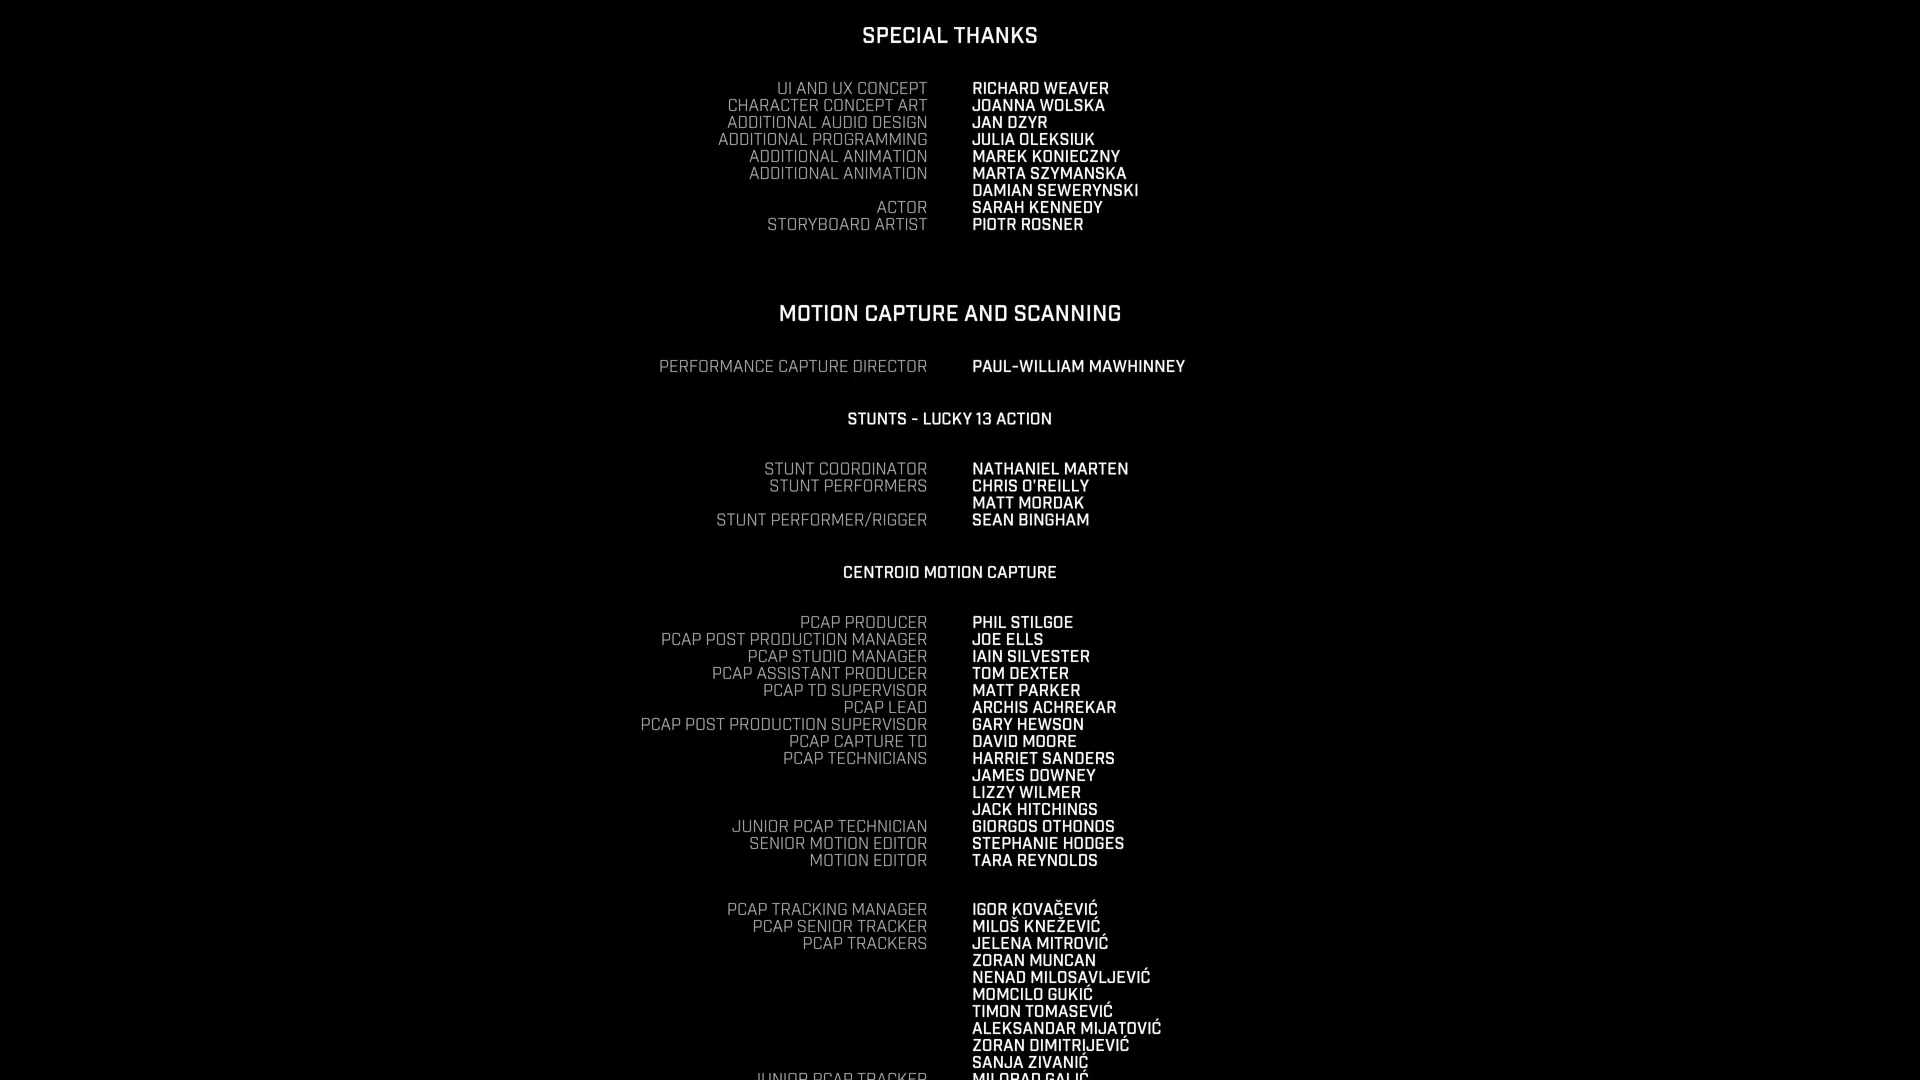 SPECIAL THANKS
UI AND UX CONCEPT RICHARD WEAVER
CHARACTER CONCEPT ART JOANNA WOLSKA
ADDITIONAL AUDIO DESIGN JAN DZYR
ADDITIONAL PROGRAMMING JULIA OLEKSIUK
ADDITIONAL ANIMATION MAREK KONIECZNY
ADDITIONAL ANIMATION MARTA SZYMANSKA
DAMIAN SEWERYNSKI
ACTOR SARAH KENNEDY
STORYBOARD ARTIST PIOTR ROSNER
MOTION CAPTURE AND SCANNING
PERFORMANCE CAPTURE DIRECTOR PAUL-WILLIAM MAWHINNEY
STUNTS - LUCKY 13 ACTION
STUNT COORDINATOR NATHANIEL MARTEN
STUNT PERFORMERS CHRIS O'REILLY
MATT MORDAK
STUNT PERFORMER/RIGGER SEAN BINGHAM
CENTROID MOTION CAPTURE
PCAP PRODUCER PHIL STILGOE
PCAP POST PRODUCTION MANAGER JOE ELLS
PCAP STUDIO MANAGER IAIN SILVESTER
PCAP ASSISTANT PRODUCER TOM DEXTER
PCAP TD SUPERVISOR MATT PARKER
PCAP LEAD ARCHIS ACHREKAR
PCAP POST PRODUCTION SUPERVISOR GARY HEWSON
PCAP CAPTURE TD DAVID MOORE
PCAP TECHNICIANS HARRIET SANDERS
JAMES DOWNEY
LIZZY WILMER
JACK HITCHINGS
JUNIOR PCAP TECHNICIAN GIORGOS OTHONOS
SENIOR MOTION EDITOR STEPHANIE HODGES
MOTION EDITOR TARA REYNOLDS
PCAP TRACKING MANAGER IGOR KOVAČEVIĆ
PCAP SENIOR TRACKER MILOŠ KNEŽEVIĆ
PCAP TRACKERS JELENA MITROVIĆ
ZORAN MUNCAN
NENAD MILOSAVLJEVIĆ
MOMCILO GUKIĆ
TIMON TOMASEVIĆ
ALEKSANDAR MIJATOVIĆ
ZORAN DIMITRIJEVIĆ
SANJA ZIVANIĆ
JUNIOR PCAP TRACKER MILORAD GALIĆ